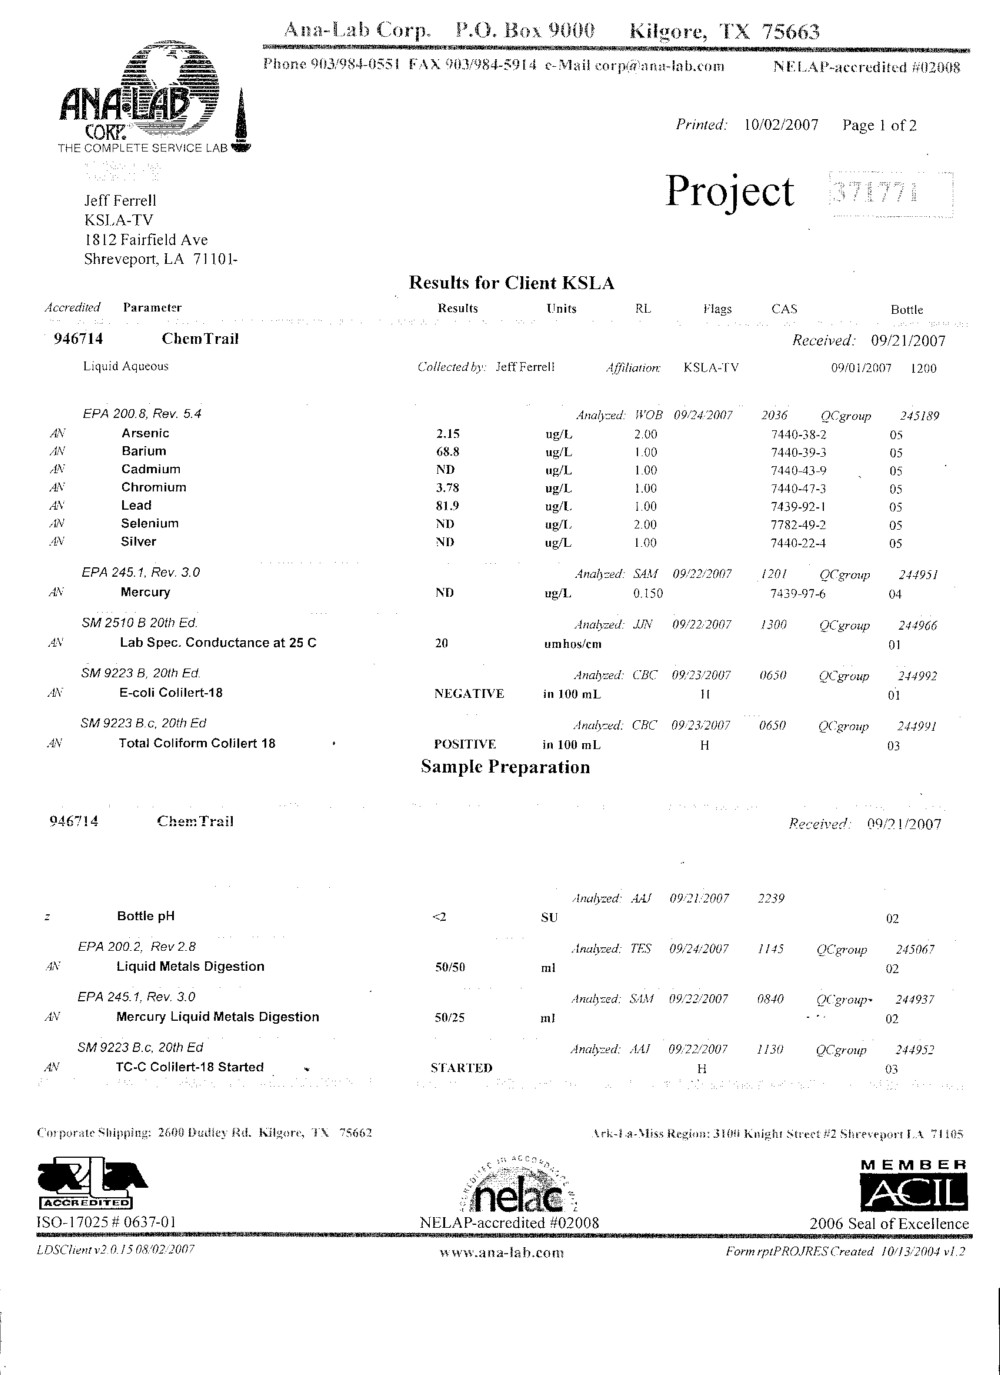 Ana-Lab Corp. P.O. Box 9000 Kilgore, TX 75663
Phone 903/984-0551 FAX 903/984-5914 e-Mail corp@ana-lab.com NELAP-accredited #02008
ANA-LAB
CORP.
THE COMPLETE SERVICE LAB
Printed: 10/02/2007 Page 1 of 2
Project 371771
Jeff Ferrell
KSLA-TV
1812 Fairfield Ave
Shreveport, LA 71101-
Results for Client KSLA
Accredited Parameter Results Units RL Flags CAS Bottle
946714 ChemTrail Received: 09/21/2007
Liquid Aqueous Collected by: Jeff Ferrell Affiliation: KSLA-TV 09/01/2007 1200
EPA 200.8, Rev. 5.4 Analyzed: WOB 09/24/2007 2036 QCgroup 245189
AN Arsenic 2.15 ug/L 2.00 7440-38-2 05
AN Barium 68.8 ug/L 1.00 7440-39-3 05
AN Cadmium ND ug/L 1.00 7440-43-9 05
AN Chromium 3.78 ug/L 1.00 7440-47-3 05
AN Lead 81.9 ug/L 1.00 7439-92-1 05
AN Selenium ND ug/L 2.00 7782-49-2 05
AN Silver ND ug/L 1.00 7440-22-4 05
EPA 245.1, Rev. 3.0 Analyzed: SAM 09/22/2007 1201 QCgroup 244951
AN Mercury ND ug/L 0.150 7439-97-6 04
SM 2510 B 20th Ed. Analyzed: JJN 09/22/2007 1300 QCgroup 244966
AN Lab Spec. Conductance at 25 C 20 umhos/cm 01
SM 9223 B, 20th Ed. Analyzed: CBC 09/23/2007 0650 QCgroup 244992
AN E-coli Colilert-18 NEGATIVE in 100 mL H 01
SM 9223 B.c, 20th Ed Analyzed: CBC 09/23/2007 0650 QCgroup 244991
AN Total Coliform Colilert 18 POSITIVE in 100 mL H 03
Sample Preparation
946714 ChemTrail Received: 09/21/2007
Analyzed: AAJ 09/21/2007 2239
z Bottle pH <2 SU 02
EPA 200.2, Rev 2.8 Analyzed: TES 09/24/2007 1145 QCgroup 245067
AN Liquid Metals Digestion 50/50 ml 02
EPA 245.1, Rev. 3.0 Analyzed: SAM 09/22/2007 0840 QCgroup 244937
AN Mercury Liquid Metals Digestion 50/25 ml 02
SM 9223 B.c, 20th Ed Analyzed: AAJ 09/22/2007 1130 QCgroup 244952
AN TC-C Colilert-18 Started STARTED H 03
Corporate Shipping: 2600 Dudley Rd. Kilgore, TX 75662 Ark-La-Miss Region: 3100 Knight Street #2 Shreveport LA 71105
a2la
ACCREDITED
ISO-17025 # 0637-01
nelac
NELAP-accredited #02008
MEMBER
ACIL
2006 Seal of Excellence
LDSClient v2.0.15 08/02/2007 www.ana-lab.com Form rptPROJRES Created 10/13/2004 v1.2